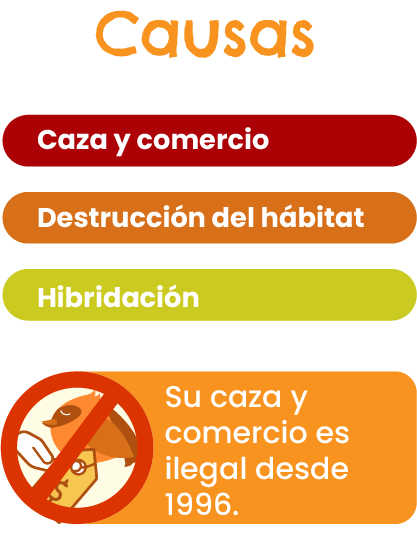 Causas
Caza y comercio
Destrucción del hábitat
Hibridación
Su caza y
comercio es
ilegal desde
1996.
$